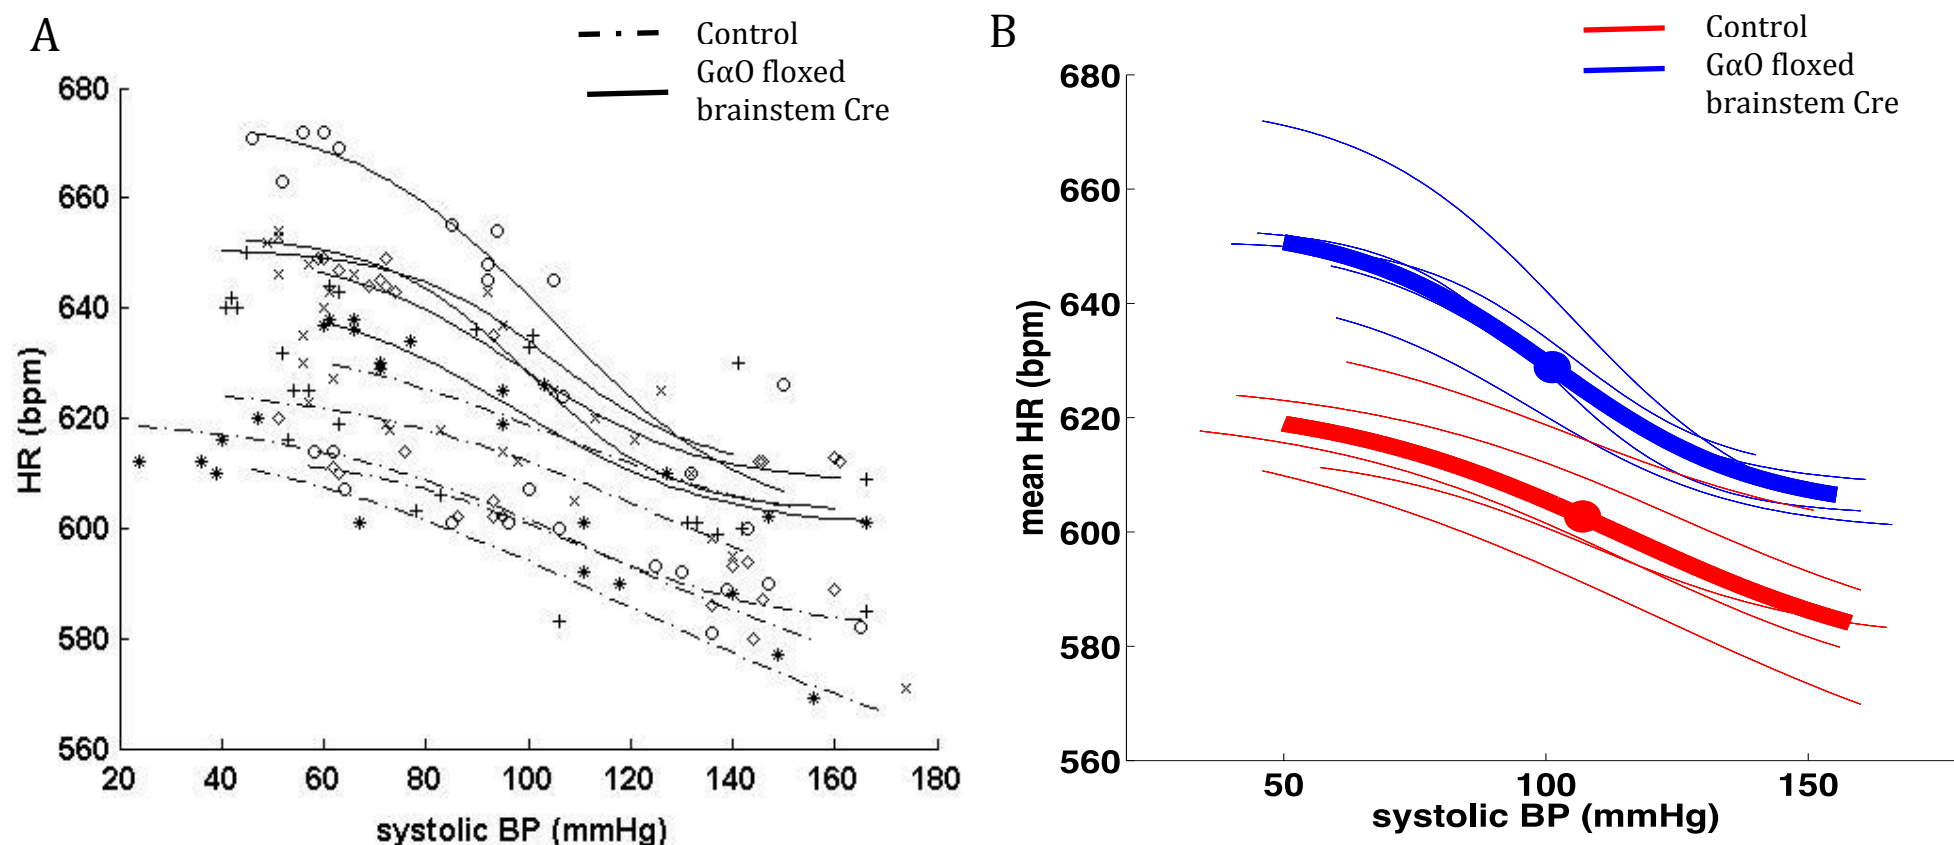 A
Control
GαO floxed
brainstem Cre
680
660
640
620
600
580
560
HR (bpm)
20 40 60 80 100 120 140 160 180
systolic BP (mmHg)
B
Control
GαO floxed
brainstem Cre
680
660
640
620
600
580
560
mean HR (bpm)
50 100 150
systolic BP (mmHg)